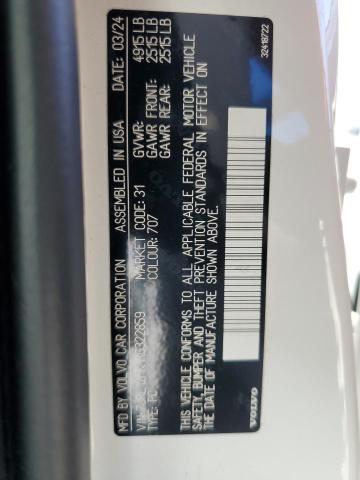 MFD. BY VOLVO CAR CORPORATION ASSEMBLED IN USA DATE: 03/24
GVWR: 4915 LB
MARKET CODE: 31 GAWR FRONT: 2515 LB
TYPE: PC COLOUR: 707 GAWR REAR: 2515 LB
THIS VEHICLE CONFORMS TO ALL APPLICABLE FEDERAL MOTOR VEHICLE
SAFETY, BUMPER AND THEFT PREVENTION STANDARDS IN EFFECT ON
THE DATE OF MANUFACTURE SHOWN ABOVE.
VOLVO 32418722